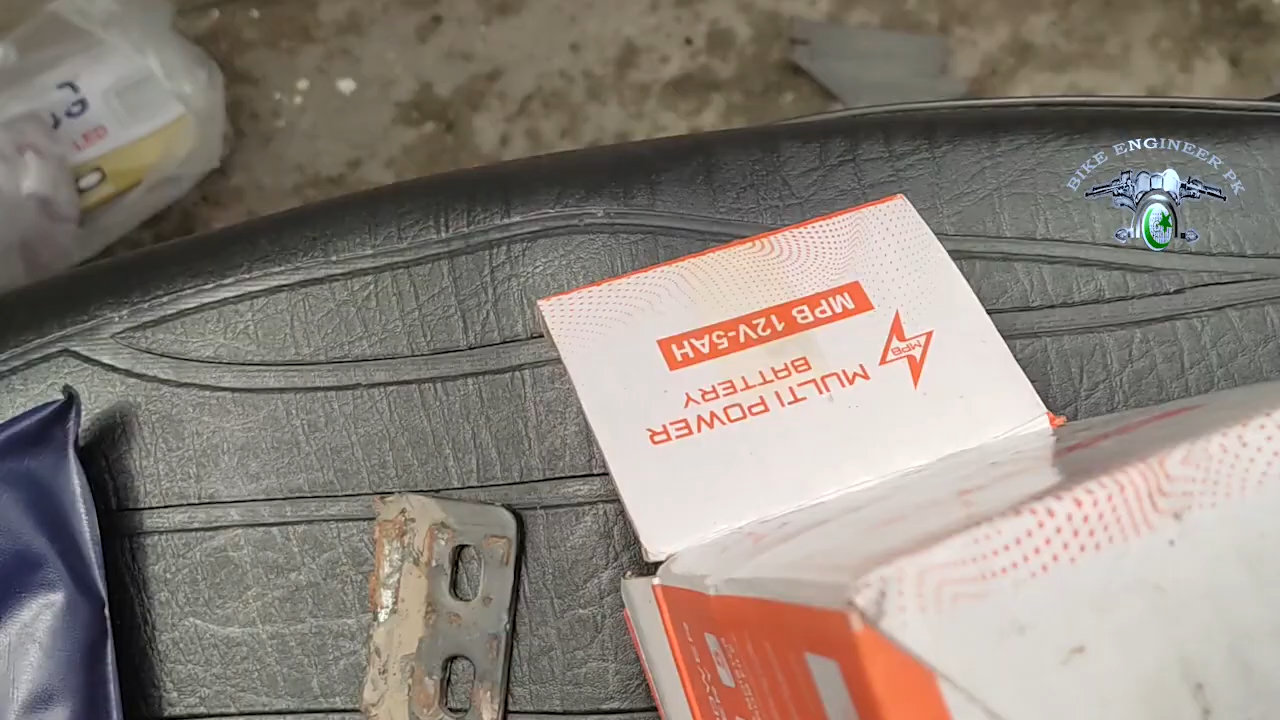 BIKE ENGINEER PK
MULTI POWER
BATTERY
MPB 12V-5AH
MPB
LED